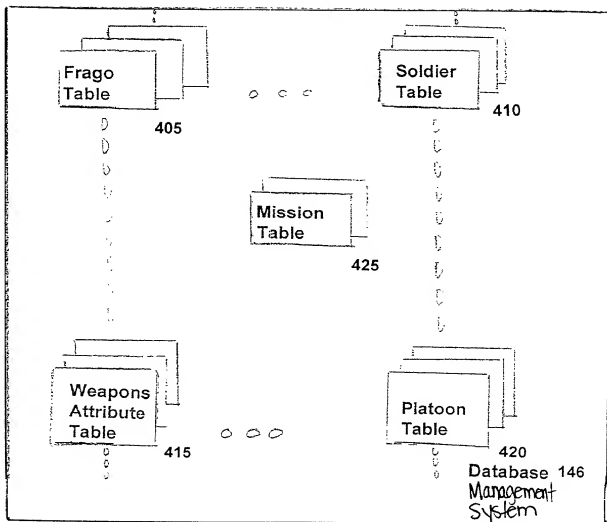 Frago
Table
405
Soldier
Table
410
Mission
Table
425
Weapons
Attribute
Table
415
Platoon
Table
420
Database 146
Management
System